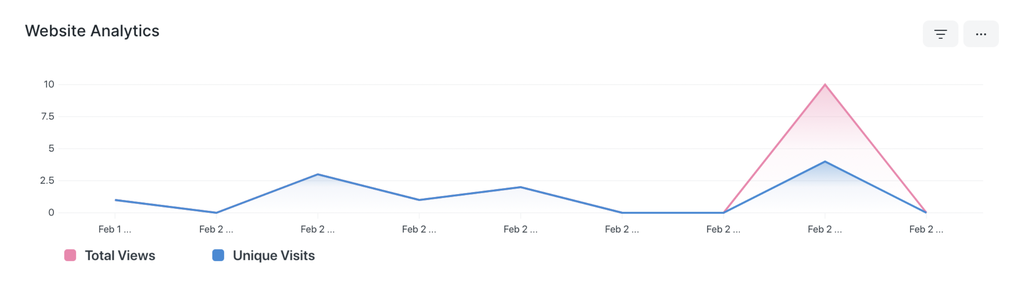 Website Analytics
10
7.5
5
2.5
0
Feb 1 ... Feb 2 ... Feb 2 ... Feb 2 ... Feb 2 ... Feb 2 ... Feb 2 ... Feb 2 ... Feb 2 ...
Total Views Unique Visits